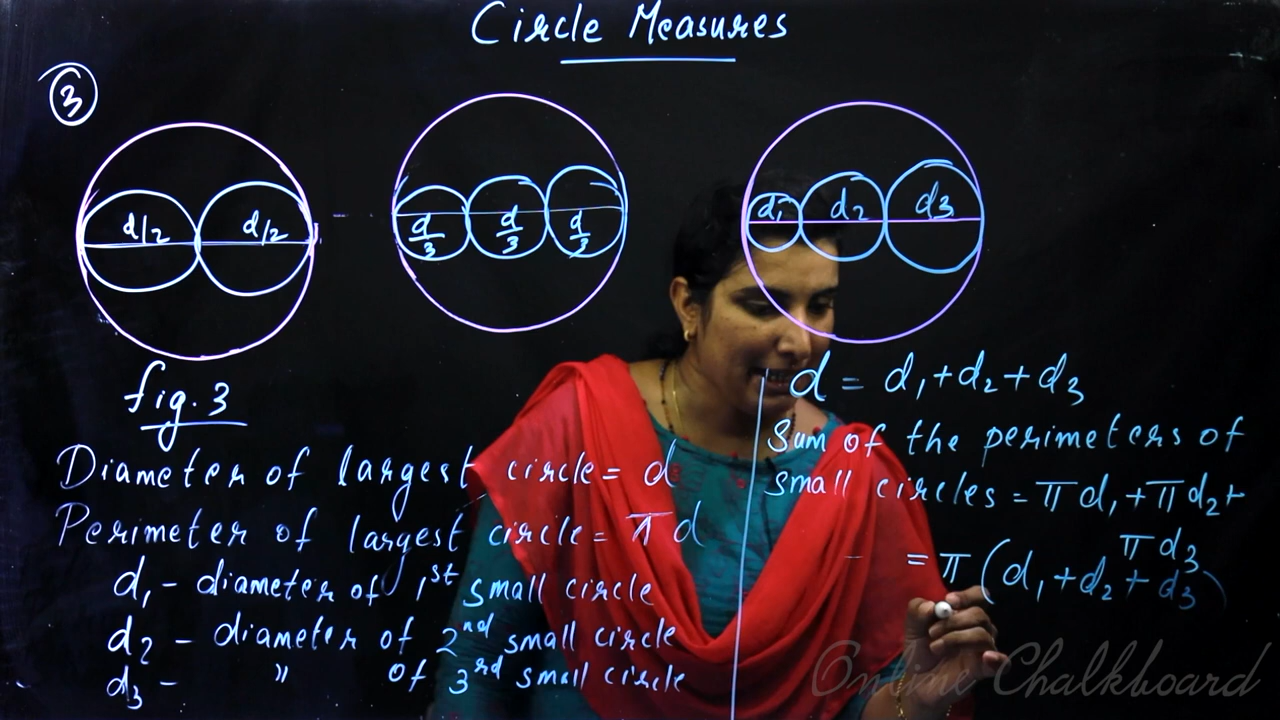 Circle Measures
3
d/2 d/2
d/3 d/3 d/3
d₁ d₂ d₃
fig. 3
Diameter of largest circle = d
Perimeter of largest circle = π d
d₁ - diameter of 1st small circle
d₂ - diameter of 2nd small circle
d₃ - " of 3rd small circle
d = d₁ + d₂ + d₃
Sum of the perimeters of
small circles = π d₁ + π d₂ +
π d₃
= π (d₁ + d₂ + d₃)
Online Chalkboard